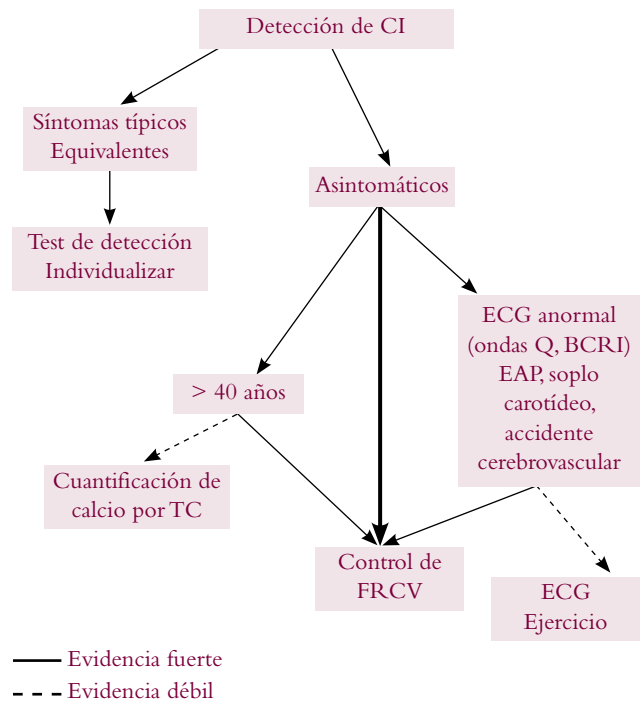 Detección de CI
Síntomas típicos
Equivalentes
Asintomáticos
Test de detección
Individualizar
ECG anormal
(ondas Q, BCRI)
EAP, soplo
carotídeo,
accidente
cerebrovascular
> 40 años
Cuantificación de
calcio por TC
Control de
FRCV
ECG
Ejercicio
Evidencia fuerte
Evidencia débil